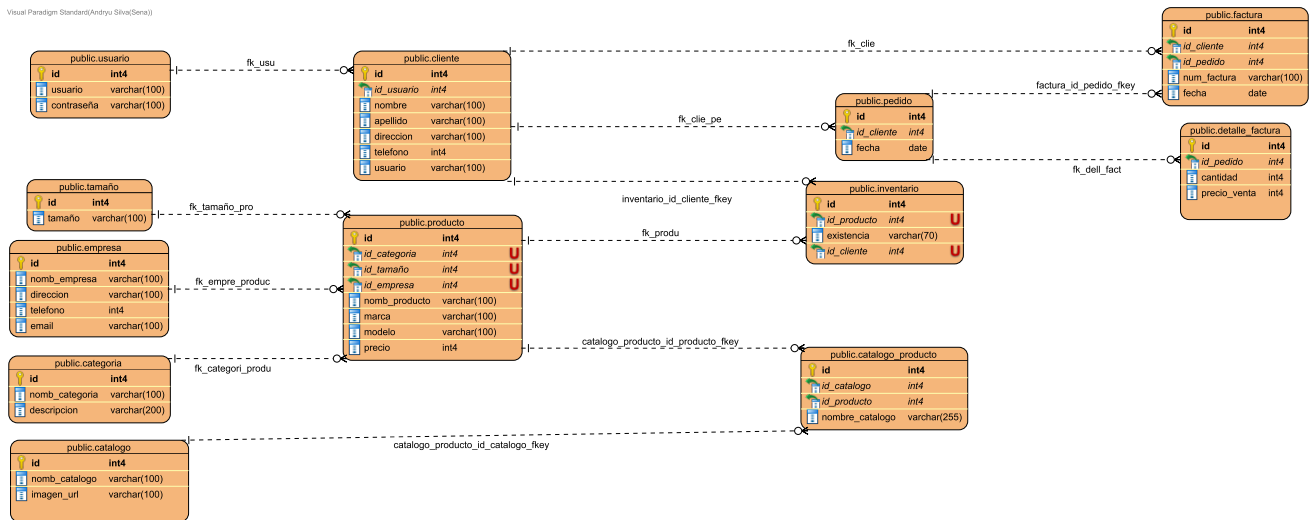 Visual Paradigm Standard(Andryu Silva(Sena))
public.usuario
id int4
usuario varchar(100)
contraseña varchar(100)
fk_usu
public.cliente
id int4
id_usuario int4
nombre varchar(100)
apellido varchar(100)
direccion varchar(100)
telefono int4
usuario varchar(100)
fk_clie
public.factura
id int4
id_cliente int4
id_pedido int4
num_factura varchar(100)
fecha date
factura_id_pedido_fkey
fk_clie_pe
public.pedido
id int4
id_cliente int4
fecha date
fk_dell_fact
public.detalle_factura
id int4
id_pedido int4
cantidad int4
precio_venta int4
inventario_id_cliente_fkey
public.inventario
id int4
id_producto int4 U
existencia varchar(70)
id_cliente int4 U
public.tamaño
id int4
tamaño varchar(100)
fk_tamaño_pro
public.producto
id int4
id_categoria int4 U
id_tamaño int4 U
id_empresa int4 U
nomb_producto varchar(100)
marca varchar(100)
modelo varchar(100)
precio int4
fk_produ
public.empresa
id int4
nomb_empresa varchar(100)
direccion varchar(100)
telefono int4
email varchar(100)
fk_empre_produc
public.categoria
id int4
nomb_categoria varchar(100)
descripcion varchar(200)
fk_categori_produ
catalogo_producto_id_producto_fkey
public.catalogo_producto
id int4
id_catalogo int4
id_producto int4
nombre_catalogo varchar(255)
public.catalogo
id int4
nomb_catalogo varchar(100)
imagen_url varchar(100)
catalogo_producto_id_catalogo_fkey